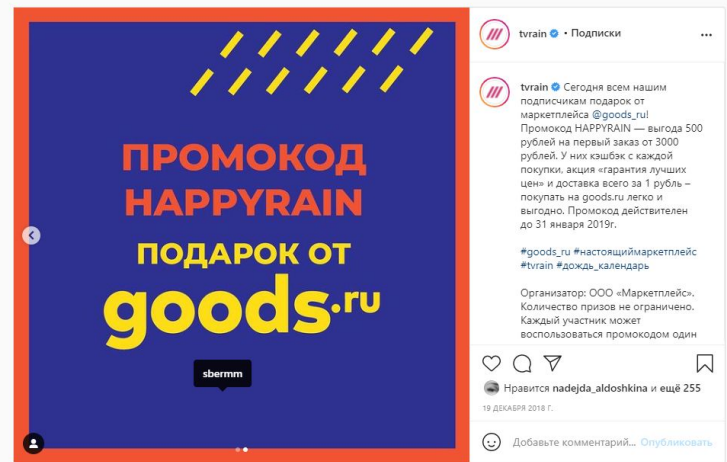 ПРОМОКОД
HAPPYRAIN
ПОДАРОК ОТ
goods.ru
sbermm
tvrain • Подписки
tvrain Сегодня всем нашим
подписчикам подарок от
маркетплейса @goods_ru!
Промокод HAPPYRAIN — выгода 500
рублей на первый заказ от 3000
рублей. У них кэшбэк с каждой
покупки, акция «гарантия лучших
цен» и доставка всего за 1 рубль –
покупать на goods.ru легко и
выгодно. Промокод действителен
до 31 января 2019г.
#goods_ru #настоящиймаркетплейс
#tvrain #дождь_календарь
Организатор: ООО «Маркетплейс».
Количество призов не ограничено.
Каждый участник может
воспользоваться промокодом один
Нравится nadejda_aldoshkina и ещё 255
19 ДЕКАБРЯ 2018 Г.
Добавьте комментарий... Опубликовать